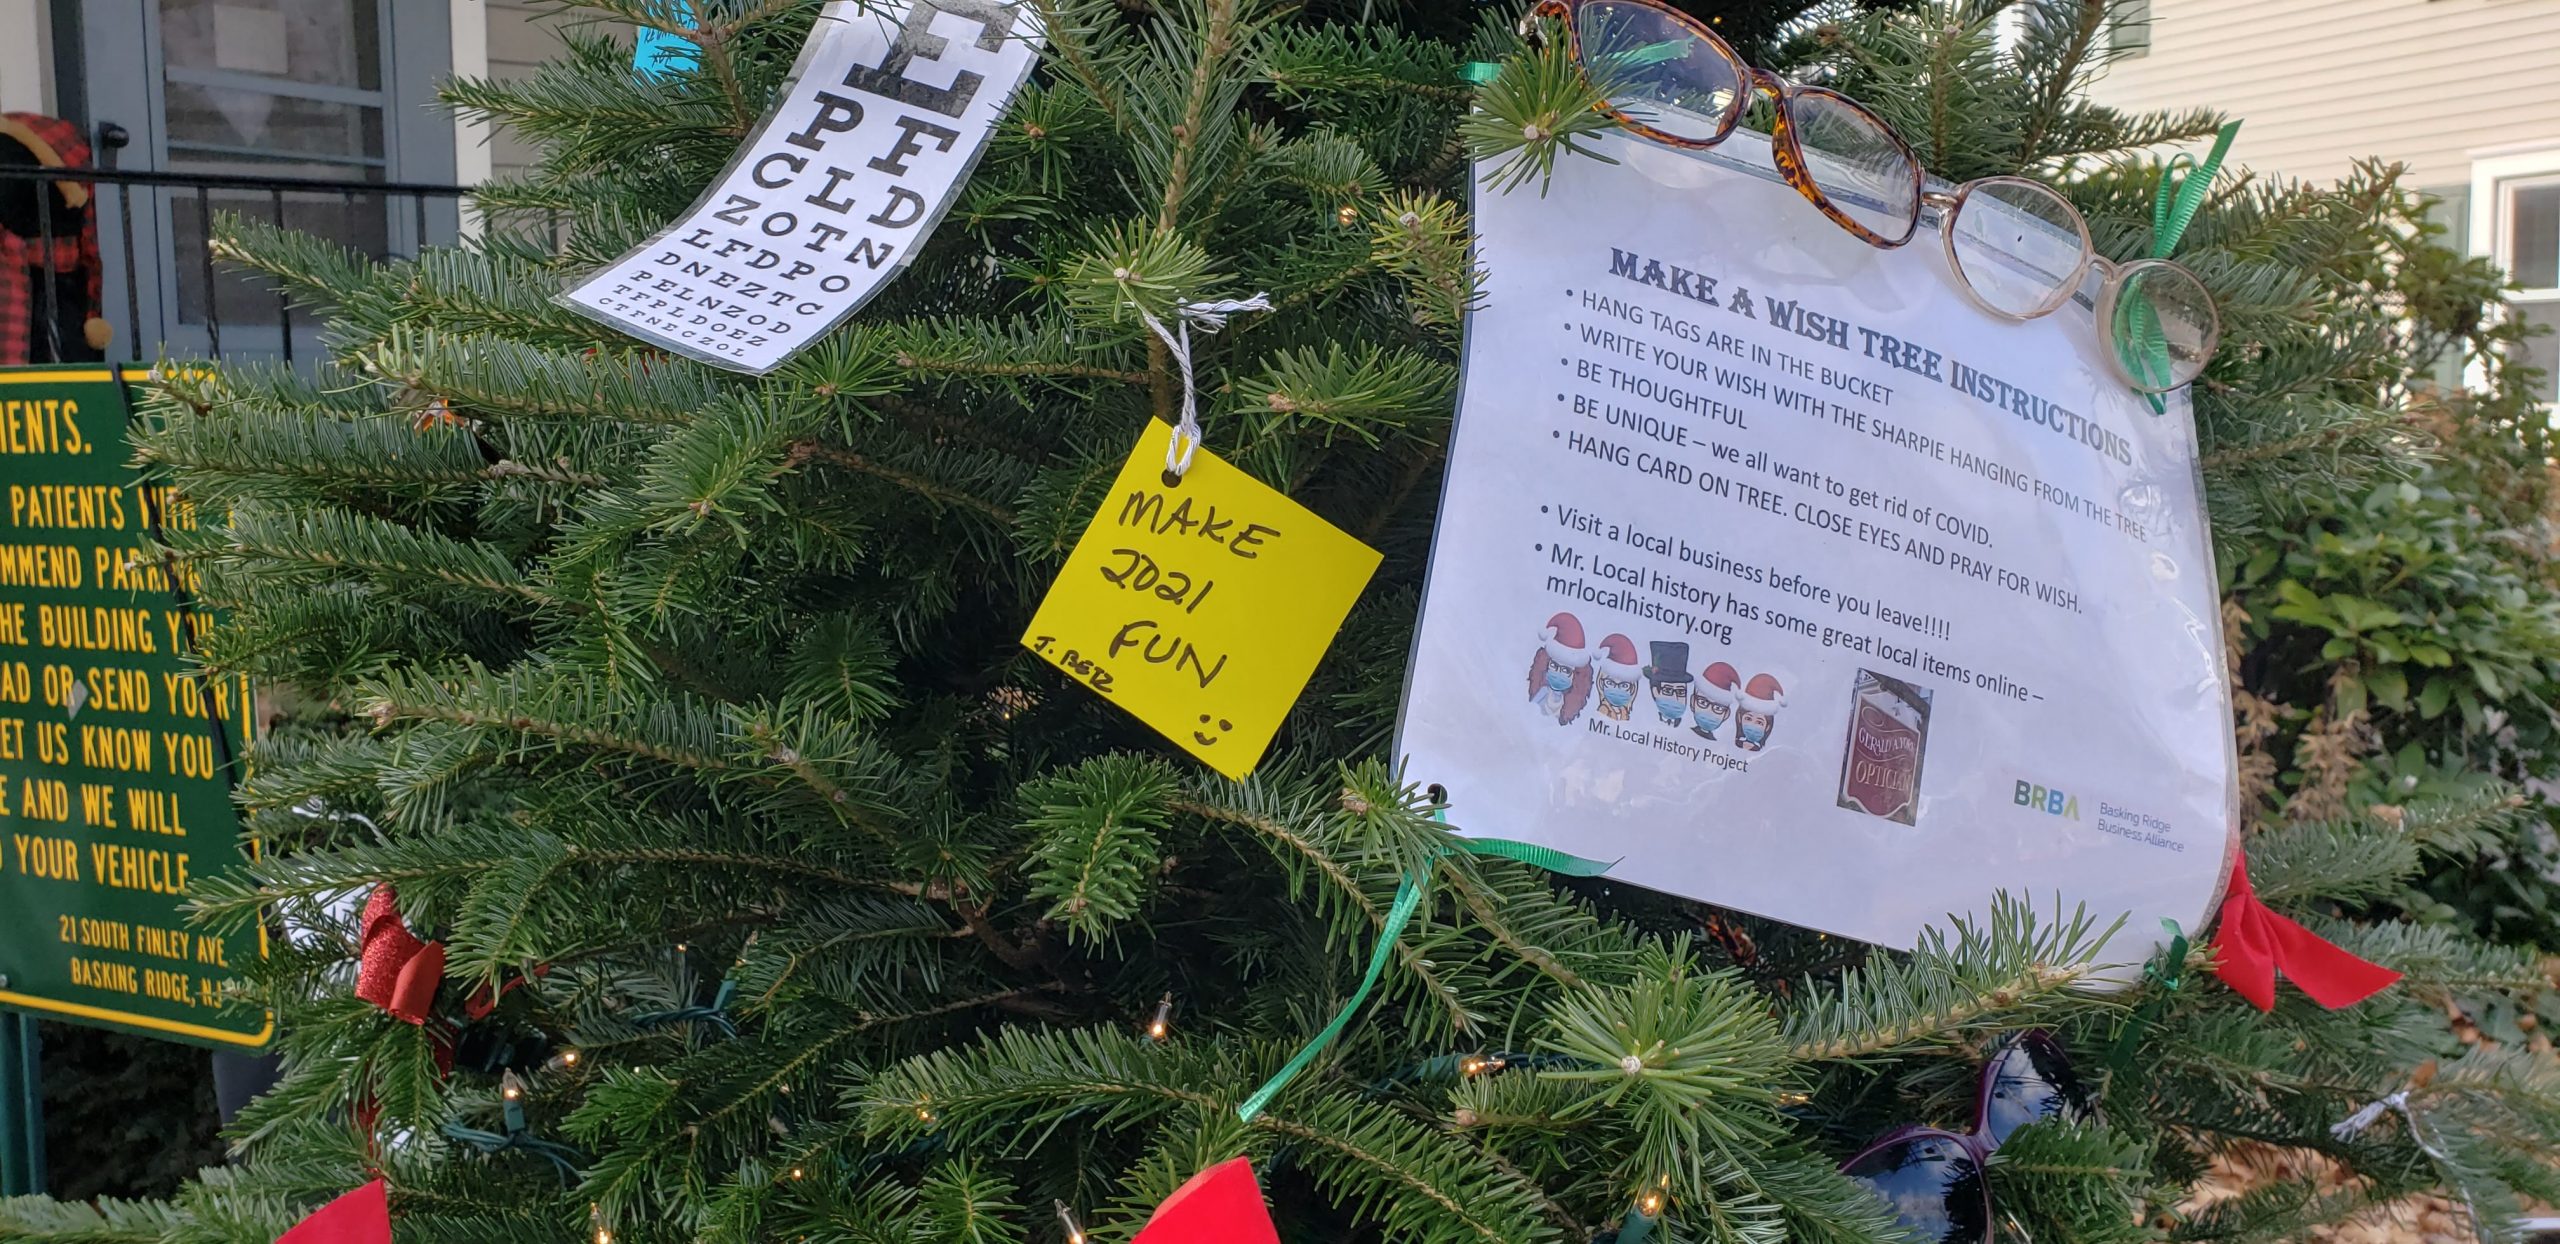 E
F P
C L D
Z O T N
L F D P O
D N E Z T C
P E L N Z O D
MAKE
2021
FUN
J. BETZ
MAKE A WISH TREE INSTRUCTIONS
• HANG TAGS ARE IN THE BUCKET
• WRITE YOUR WISH WITH THE SHARPIE HANGING FROM THE TREE
• BE THOUGHTFUL
• BE UNIQUE – we all want to get rid of COVID.
• HANG CARD ON TREE. CLOSE EYES AND PRAY FOR WISH.
• Visit a local business before you leave!!!!
• Mr. Local history has some great local items online –
mrlocalhistory.org
Mr. Local History Project
OPTICIAN
BRBA
Basking Ridge
Business Alliance
IENTS.
PATIENTS WITH
MMEND PARKING
HE BUILDING. YOU
AD OR SEND YOUR
ET US KNOW YOU
E AND WE WILL
YOUR VEHICLE
21 SOUTH FINLEY AVE
BASKING RIDGE, NJ